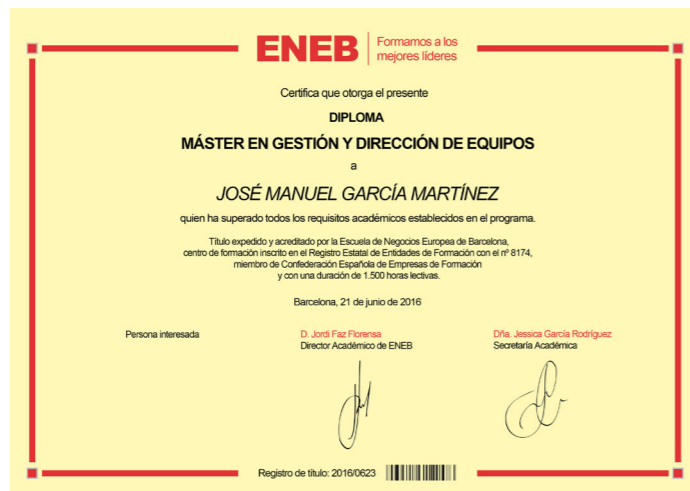 ENEB
Formamos a los
mejores líderes
Certifica que otorga el presente
DIPLOMA
MÁSTER EN GESTIÓN Y DIRECCIÓN DE EQUIPOS
a
JOSÉ MANUEL GARCÍA MARTÍNEZ
quien ha superado todos los requisitos académicos establecidos en el programa.
Título expedido y acreditado por la Escuela de Negocios Europea de Barcelona,
centro de formación inscrito en el Registro Estatal de Entidades de Formación con el nº 8174,
miembro de Confederación Española de Empresas de Formación
y con una duración de 1.500 horas lectivas.
Barcelona, 21 de junio de 2016
Persona interesada
D. Jordi Faz Florensa
Director Académico de ENEB
Dña. Jessica García Rodríguez
Secretaría Académica
Registro de título: 2016/0623